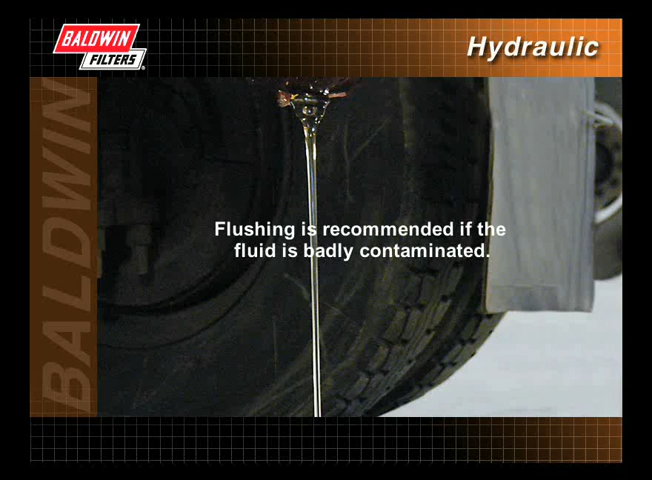 BALDWIN
FILTERS
Hydraulic
BALDWIN
Flushing is recommended if the
fluid is badly contaminated.